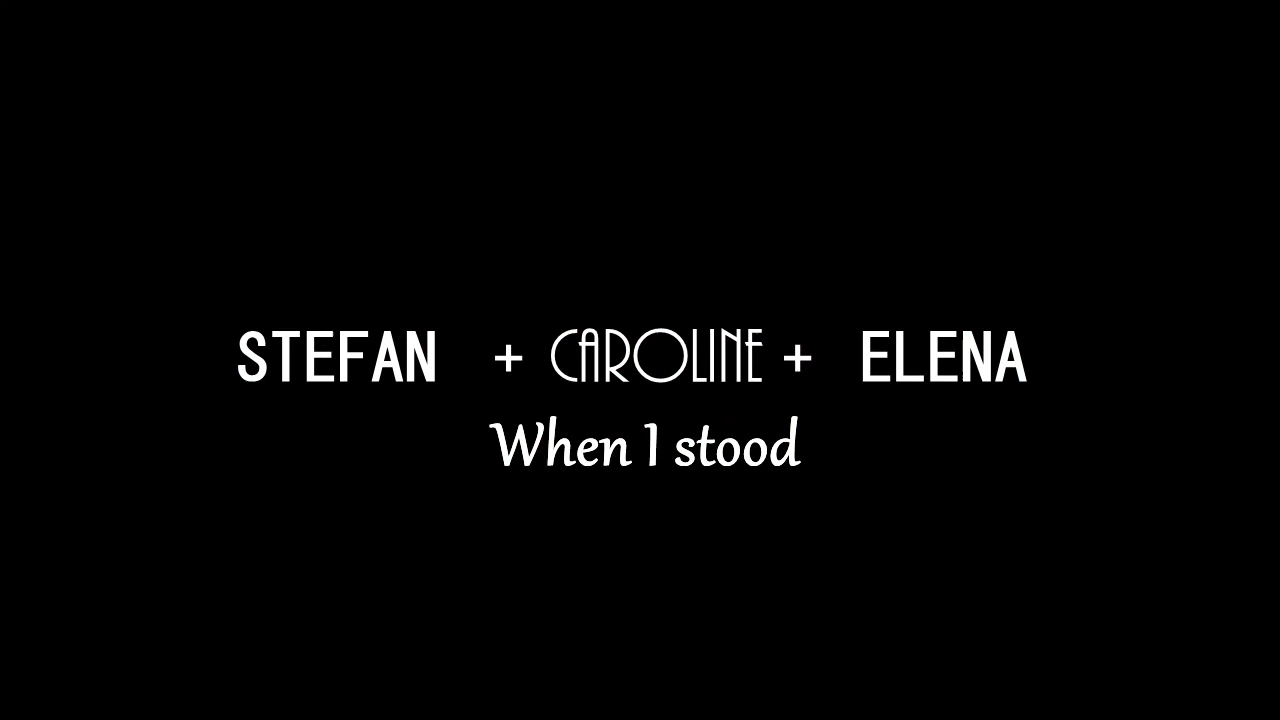 STEFAN + CAROLINE + ELENA
When I stood